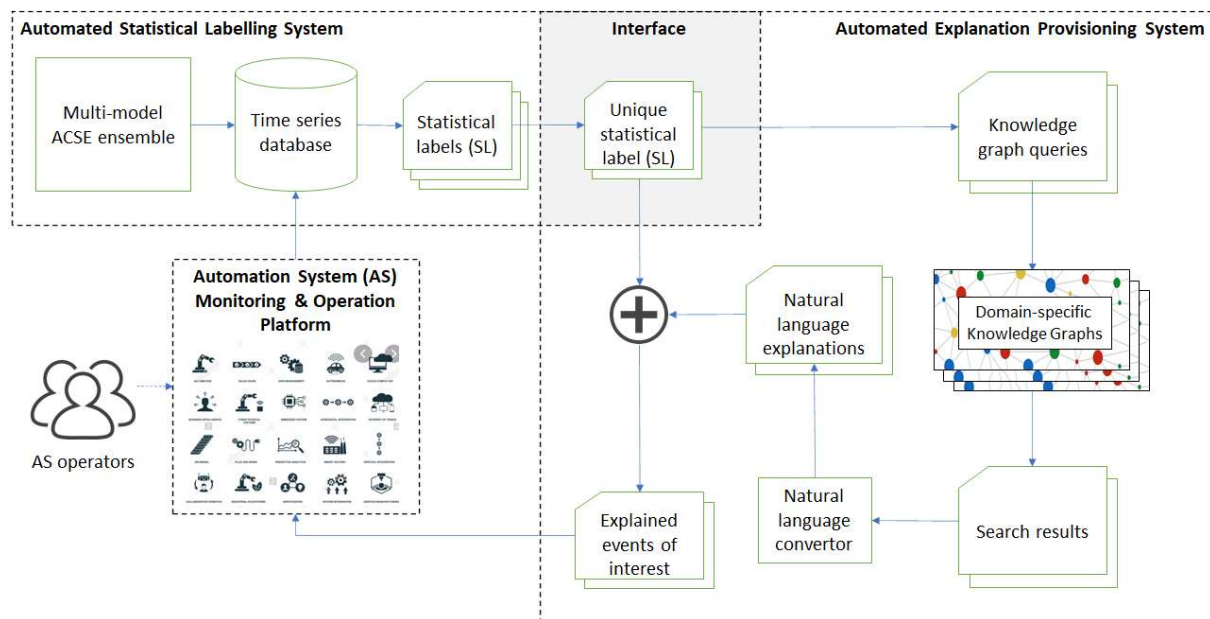 Automated Statistical Labelling System
Interface
Automated Explanation Provisioning System
Multi-model
ACSE ensemble
Time series
database
Statistical
labels (SL)
Unique
statistical
label (SL)
Knowledge
graph queries
Automation System (AS)
Monitoring & Operation
Platform
Natural
language
explanations
Domain-specific
Knowledge Graphs
AS operators
Explained
events of
interest
Natural
language
convertor
Search results